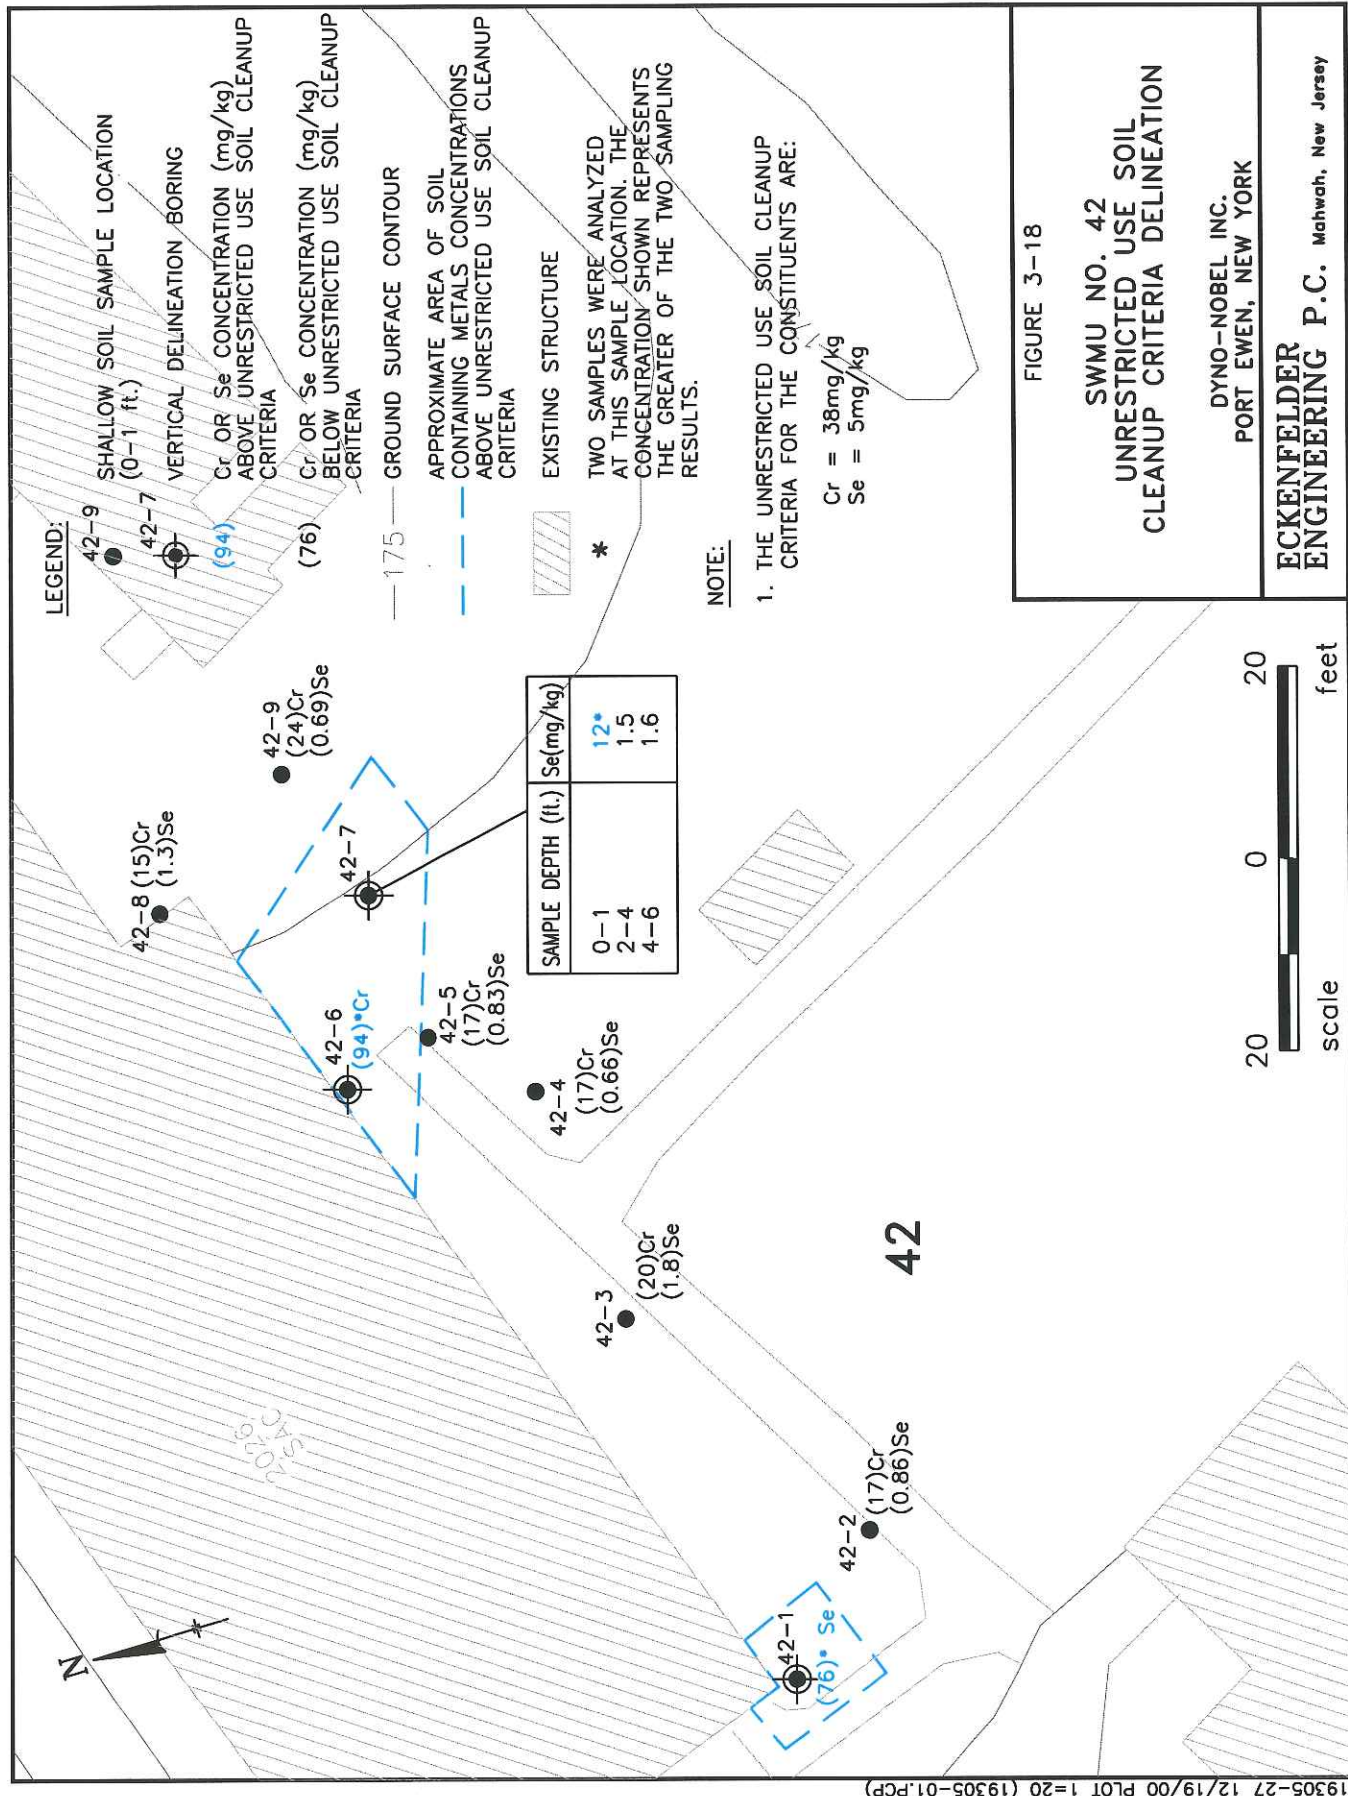 LEGEND:
42-9
SHALLOW SOIL SAMPLE LOCATION
(0-1 ft.)
42-7
VERTICAL DELINEATION BORING
(94)
Cr OR Se CONCENTRATION (mg/kg)
ABOVE UNRESTRICTED USE SOIL CLEANUP
CRITERIA
(76)
Cr OR Se CONCENTRATION (mg/kg)
BELOW UNRESTRICTED USE SOIL CLEANUP
CRITERIA
175
GROUND SURFACE CONTOUR
APPROXIMATE AREA OF SOIL
CONTAINING METALS CONCENTRATIONS
ABOVE UNRESTRICTED USE SOIL CLEANUP
CRITERIA
EXISTING STRUCTURE
*
TWO SAMPLES WERE ANALYZED
AT THIS SAMPLE LOCATION. THE
CONCENTRATION SHOWN REPRESENTS
THE GREATER OF THE TWO SAMPLING
RESULTS.
NOTE:
1. THE UNRESTRICTED USE SOIL CLEANUP
CRITERIA FOR THE CONSTITUENTS ARE:
Cr = 38mg/kg
Se = 5mg/kg
N
2026
2SAC
42-8 (15)Cr
(1.3)Se
42-9
(24)Cr
(0.69)Se
42-7
42-6
(94)*Cr
42-5
(17)Cr
(0.83)Se
42-4
(17)Cr
(0.66)Se
SAMPLE DEPTH (ft.) Se(mg/kg)
0-1 12*
2-4 1.5
4-6 1.6
42-3
(20)Cr
(1.8)Se
42
42-2
(17)Cr
(0.86)Se
42-1
(76)* Se
20 0 20
scale feet
FIGURE 3-18
SWMU NO. 42
UNRESTRICTED USE SOIL
CLEANUP CRITERIA DELINEATION
DYNO-NOBEL INC.
PORT EWEN, NEW YORK
ECKENFELDER
ENGINEERING P.C. Mahwah, New Jersey
19305-27 12/19/00 PLOT 1=20 (19305-01.PCP)